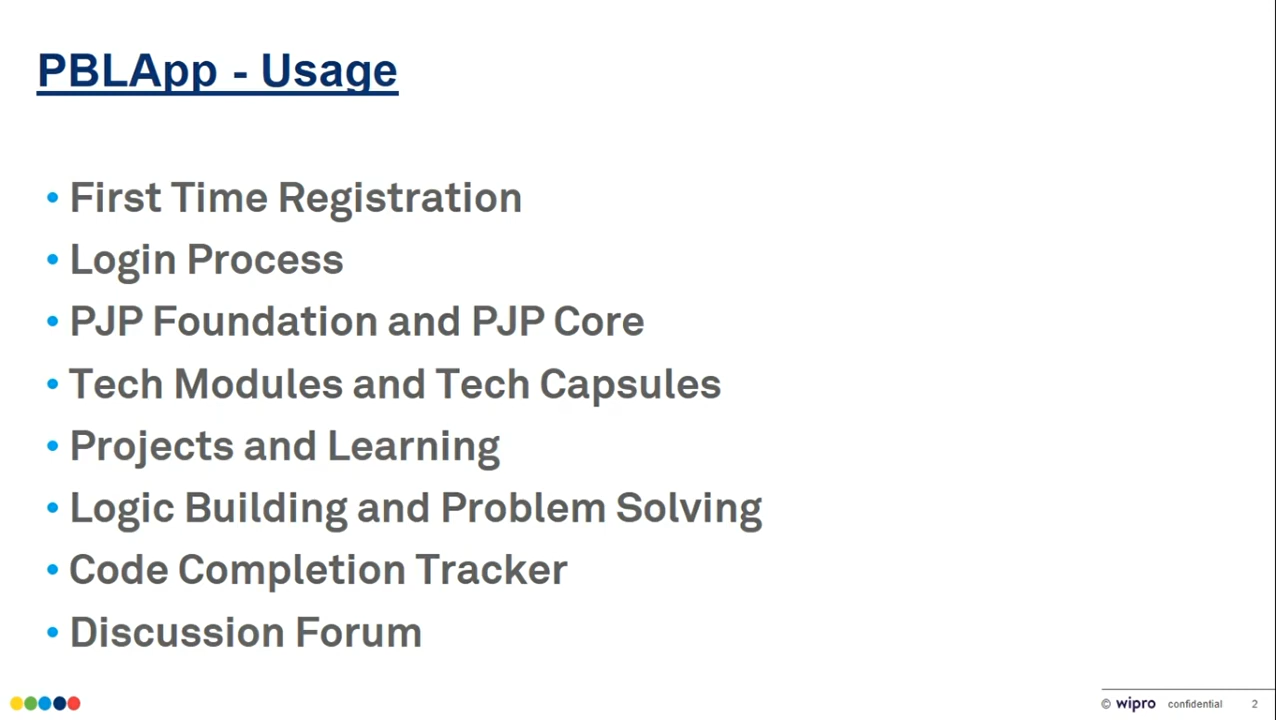 PBLApp - Usage
• First Time Registration
• Login Process
• PJP Foundation and PJP Core
• Tech Modules and Tech Capsules
• Projects and Learning
• Logic Building and Problem Solving
• Code Completion Tracker
• Discussion Forum
© wipro confidential 2